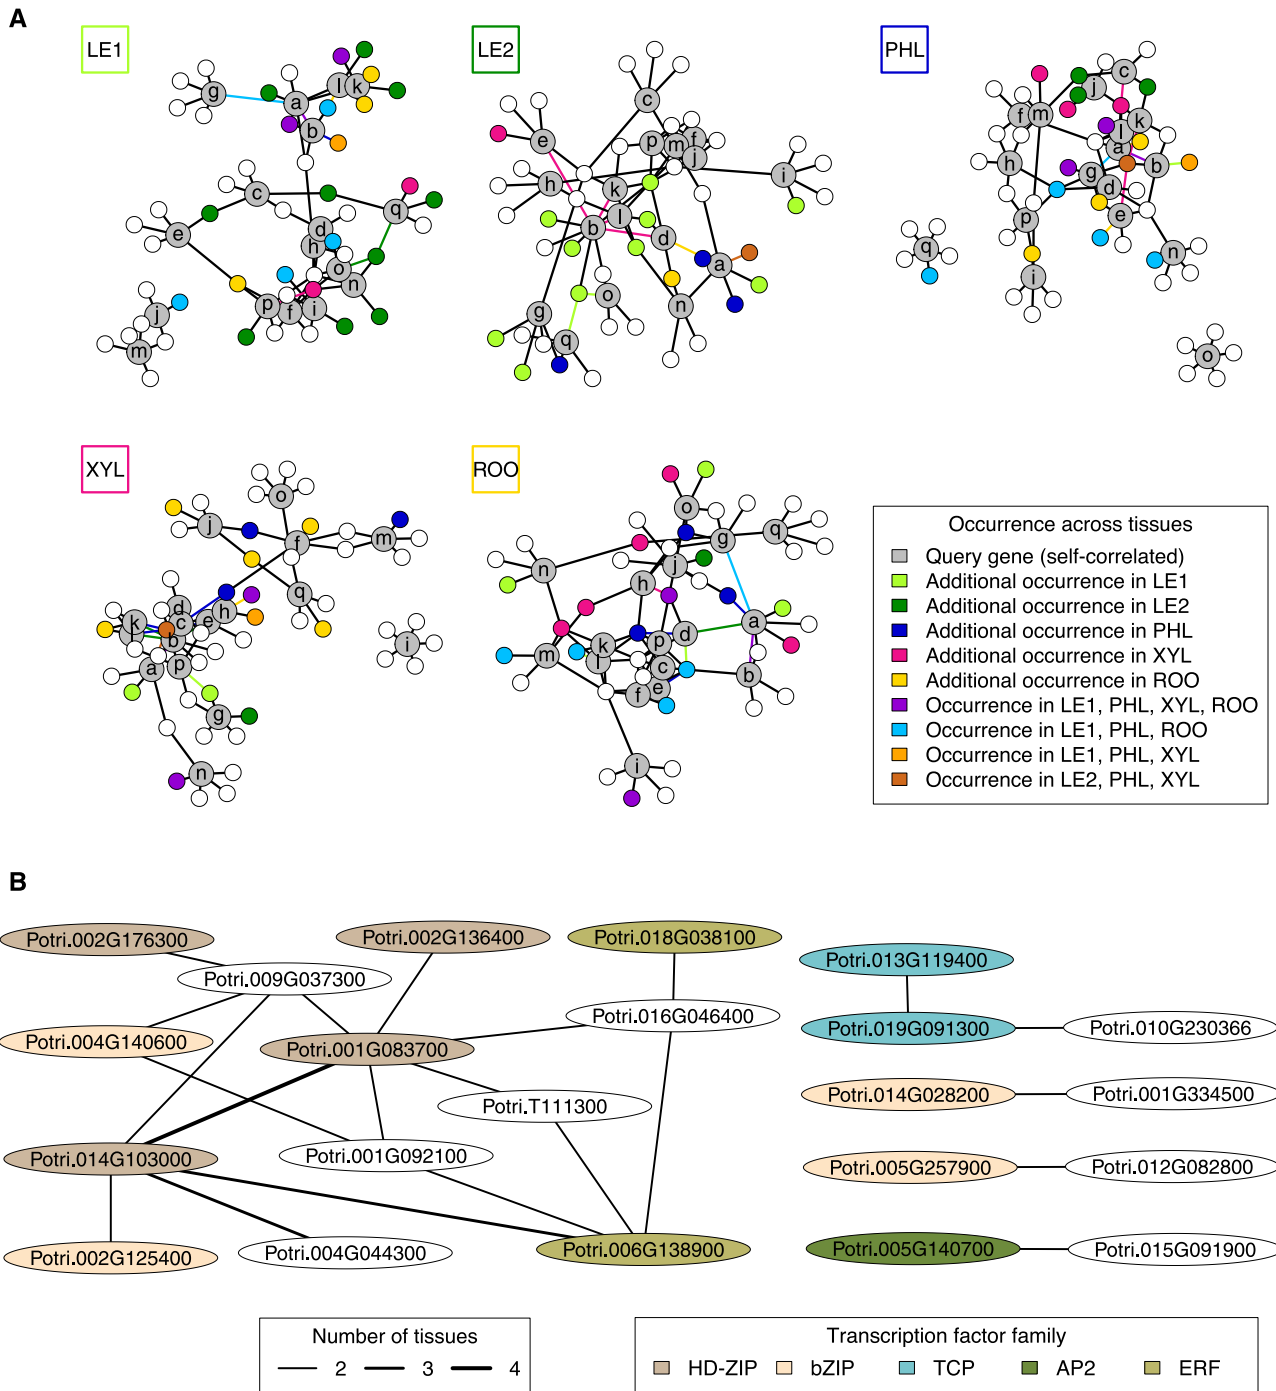 A
LE1
g
a
l
k
b
c
q
e
d
h
o
n
p
f
i
j
m
LE2
c
e
p
m
f
j
i
h
k
l
b
d
a
g
o
n
q
PHL
c
j
f
m
k
l
a
h
g
b
d
p
e
q
n
i
o
XYL
o
j
f
m
q
d
h
k
c
e
b
i
a
p
g
n
ROO
o
g
q
n
j
h
a
d
k
p
m
l
c
b
e
f
i
Occurrence across tissues
Query gene (self-correlated)
Additional occurrence in LE1
Additional occurrence in LE2
Additional occurrence in PHL
Additional occurrence in XYL
Additional occurrence in ROO
Occurrence in LE1, PHL, XYL, ROO
Occurrence in LE1, PHL, ROO
Occurrence in LE1, PHL, XYL
Occurrence in LE2, PHL, XYL
B
Potri.002G176300
Potri.002G136400
Potri.018G038100
Potri.013G119400
Potri.009G037300
Potri.016G046400
Potri.019G091300
Potri.010G230366
Potri.004G140600
Potri.001G083700
Potri.014G028200
Potri.001G334500
Potri.T111300
Potri.014G103000
Potri.001G092100
Potri.005G257900
Potri.012G082800
Potri.002G125400
Potri.004G044300
Potri.006G138900
Potri.005G140700
Potri.015G091900
Number of tissues
2 3 4
Transcription factor family
HD-ZIP bZIP TCP AP2 ERF